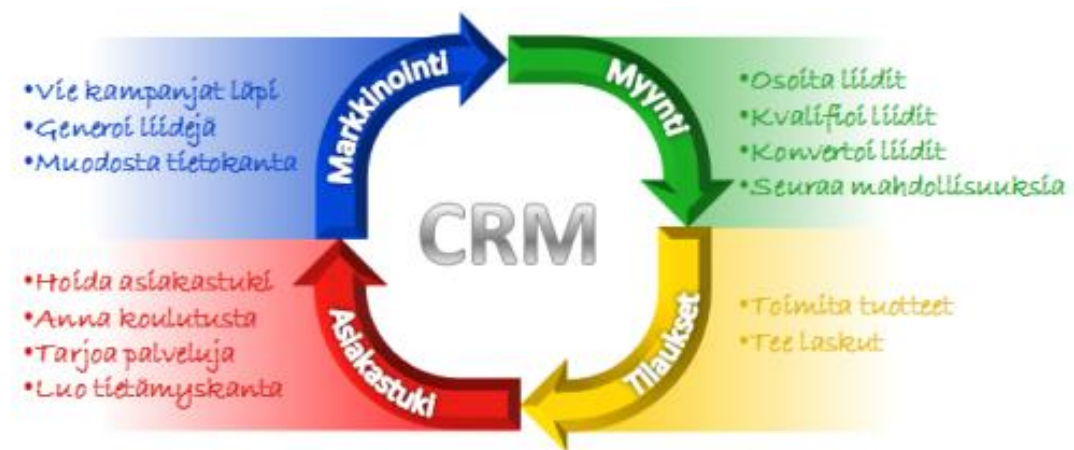 Markkinointi
•Vie kampanjat läpi
•Generoi liidejä
•Muodosta tietokanta
Myynti
•Osoita liidit
•Kvalifioi liidit
•Konvertoi liidit
•Seuraa mahdollisuuksia
CRM
Asiakastuki
•Hoida asiakastuki
•Anna koulutusta
•Tarjoa palveluja
•Luo tietämyskanta
Tilaukset
•Toimita tuotteet
•Tee laskut